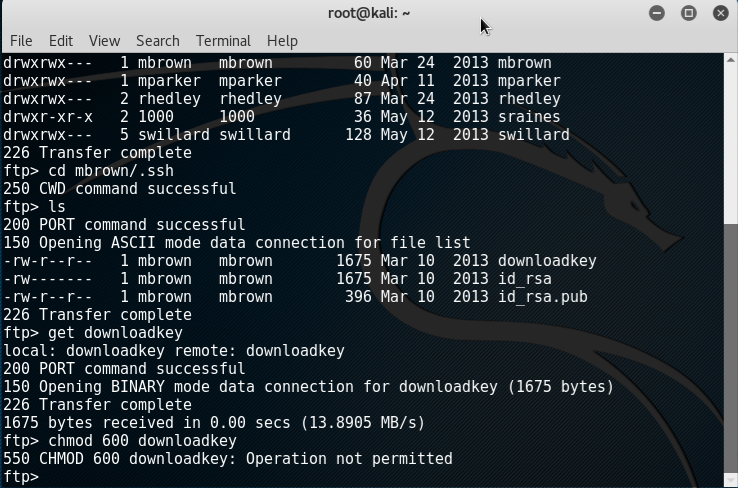 root@kali: ~
File Edit View Search Terminal Help
drwxrwx--- 1 mbrown mbrown 60 Mar 24 2013 mbrown
drwxrwx--- 1 mparker mparker 40 Apr 11 2013 mparker
drwxrwx--- 2 rhedley rhedley 87 Mar 24 2013 rhedley
drwxr-xr-x 2 1000 1000 36 May 12 2013 sraines
drwxrwx--- 5 swillard swillard 128 May 12 2013 swillard
226 Transfer complete
ftp> cd mbrown/.ssh
250 CWD command successful
ftp> ls
200 PORT command successful
150 Opening ASCII mode data connection for file list
-rw-r--r-- 1 mbrown mbrown 1675 Mar 10 2013 downloadkey
-rw------- 1 mbrown mbrown 1675 Mar 10 2013 id_rsa
-rw-r--r-- 1 mbrown mbrown 396 Mar 10 2013 id_rsa.pub
226 Transfer complete
ftp> get downloadkey
local: downloadkey remote: downloadkey
200 PORT command successful
150 Opening BINARY mode data connection for downloadkey (1675 bytes)
226 Transfer complete
1675 bytes received in 0.00 secs (13.8905 MB/s)
ftp> chmod 600 downloadkey
550 CHMOD 600 downloadkey: Operation not permitted
ftp>